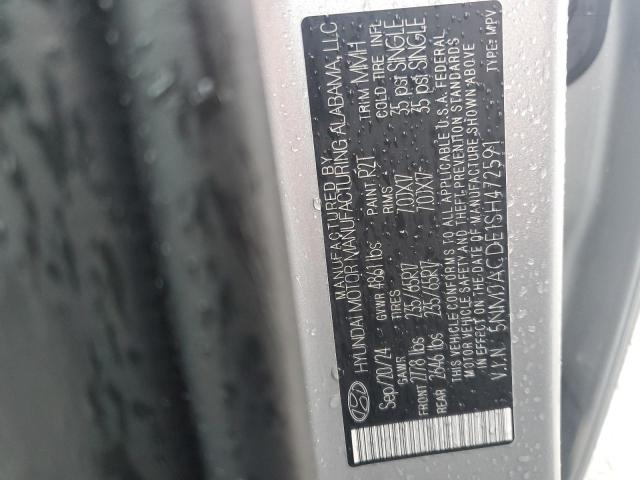 MANUFACTURED BY
HYUNDAI MOTOR MANUFACTURING ALABAMA, LLC
Sep/20/24 GVWR 4861lbs PAINT R2T TRIM MMH
GAWR TIRES RIMS COLD TIRE INFL
FRONT 2778 lbs 235/65R17 7.0JX17 35 psi SINGLE
REAR 2646 lbs 235/65R17 7.0JX17 35 psi SINGLE
THIS VEHICLE CONFORMS TO ALL APPLICABLE U.S.A. FEDERAL
MOTOR VEHICLE SAFETY AND THEFT-PREVENTION STANDARDS
IN EFFECT ON THE DATE OF MANUFACTURE SHOWN ABOVE
V.I.N: 5NMJACDE1SH472591 TYPE: MPV